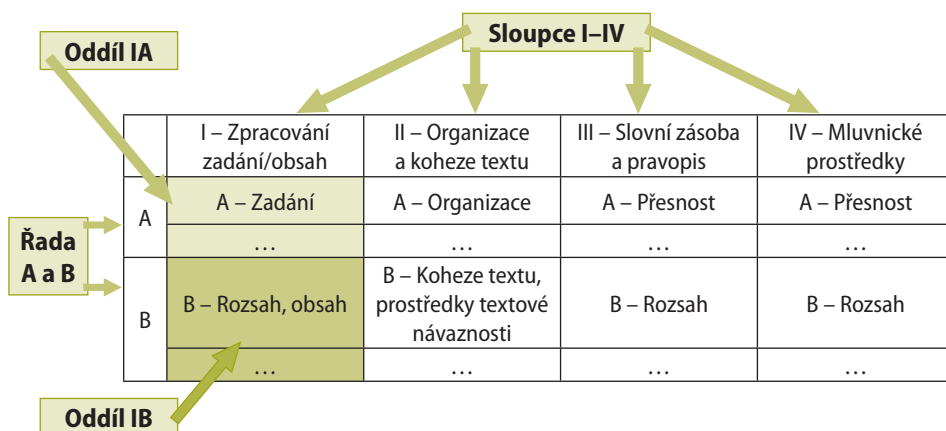 Sloupce I–IV
Oddíl IA
I – Zpracování
zadání/obsah
II – Organizace
a koheze textu
III – Slovní zásoba
a pravopis
IV – Mluvnické
prostředky
Řada
A a B
A
A – Zadání
A – Organizace
A – Přesnost
A – Přesnost
…
…
…
…
B
B – Rozsah, obsah
B – Koheze textu,
prostředky textové
návaznosti
B – Rozsah
B – Rozsah
…
…
…
…
Oddíl IB